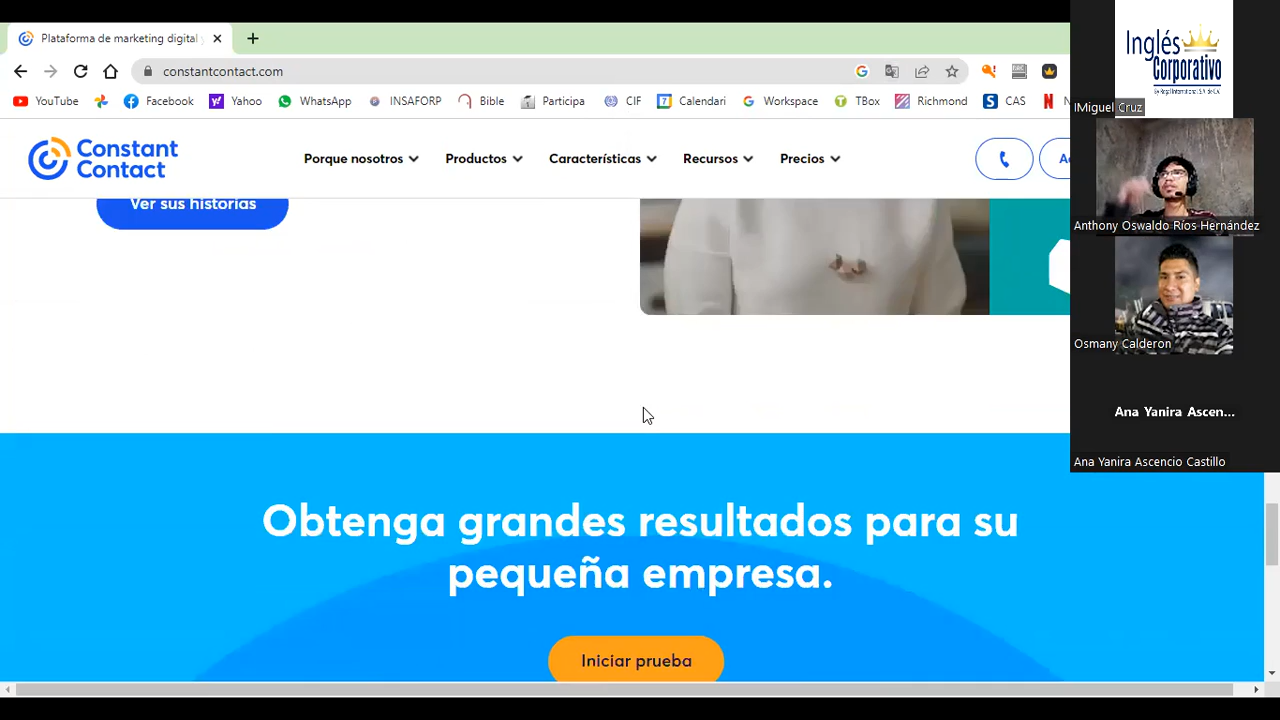 Plataforma de marketing digital y
constantcontact.com
YouTube
Facebook
Yahoo
WhatsApp
INSAFORP
Bible
Participa
CIF
Calendari
Workspace
TBox
Richmond
CAS
Constant
Contact
Porque nosotros
Productos
Características
Recursos
Precios
Ver sus historias
Obtenga grandes resultados para su
pequeña empresa.
Iniciar prueba
Inglés
Corporativo
IMiguel Cruz
Anthony Oswaldo Ríos Hernández
Osmany Calderon
Ana Yanira Ascen...
Ana Yanira Ascencio Castillo